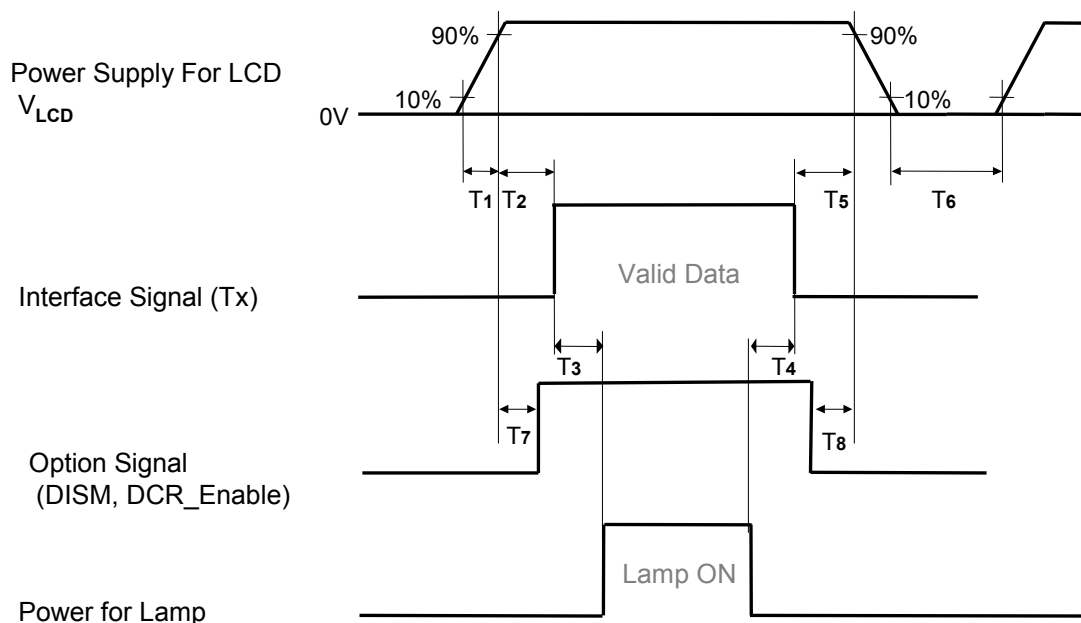 90%
90%
Power Supply For LCD
VLCD
10%
10%
0V
T1
T2
T5
T6
Valid Data
Interface Signal (Tx)
T3
T4
T7
T8
Option Signal
(DISM, DCR_Enable)
Lamp ON
Power for Lamp